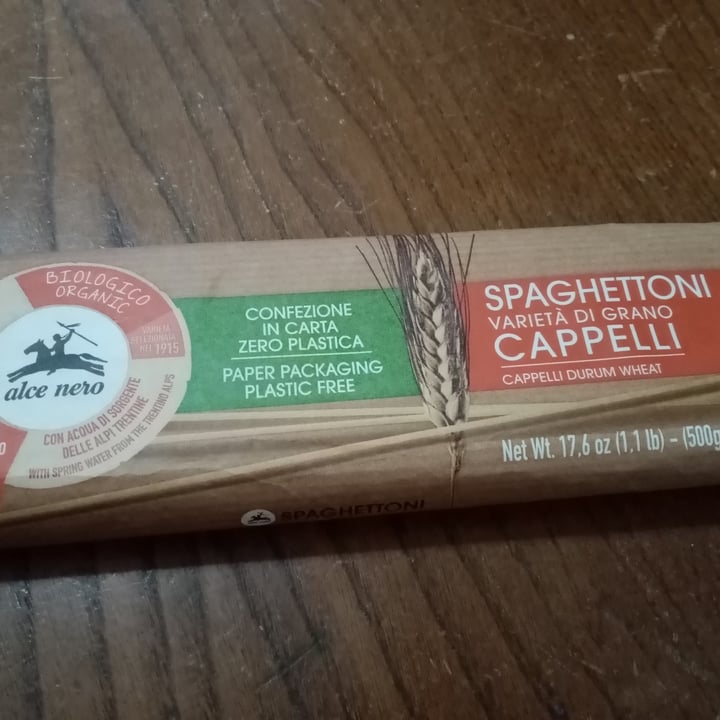 BIOLOGICO
ORGANIC
VARIETÀ
SELEZIONATA
NEL 1915
alce nero
CON ACQUA DI SORGENTE
DELLE ALPI TRENTINE
WITH SPRING WATER FROM THE TRENTINO ALPS
CONFEZIONE
IN CARTA
ZERO PLASTICA
PAPER PACKAGING
PLASTIC FREE
SPAGHETTONI
VARIETÀ DI GRANO
CAPPELLI
CAPPELLI DURUM WHEAT
Net Wt. 17,6 oz (1,1 lb) – (500g
SPAGHETTONI